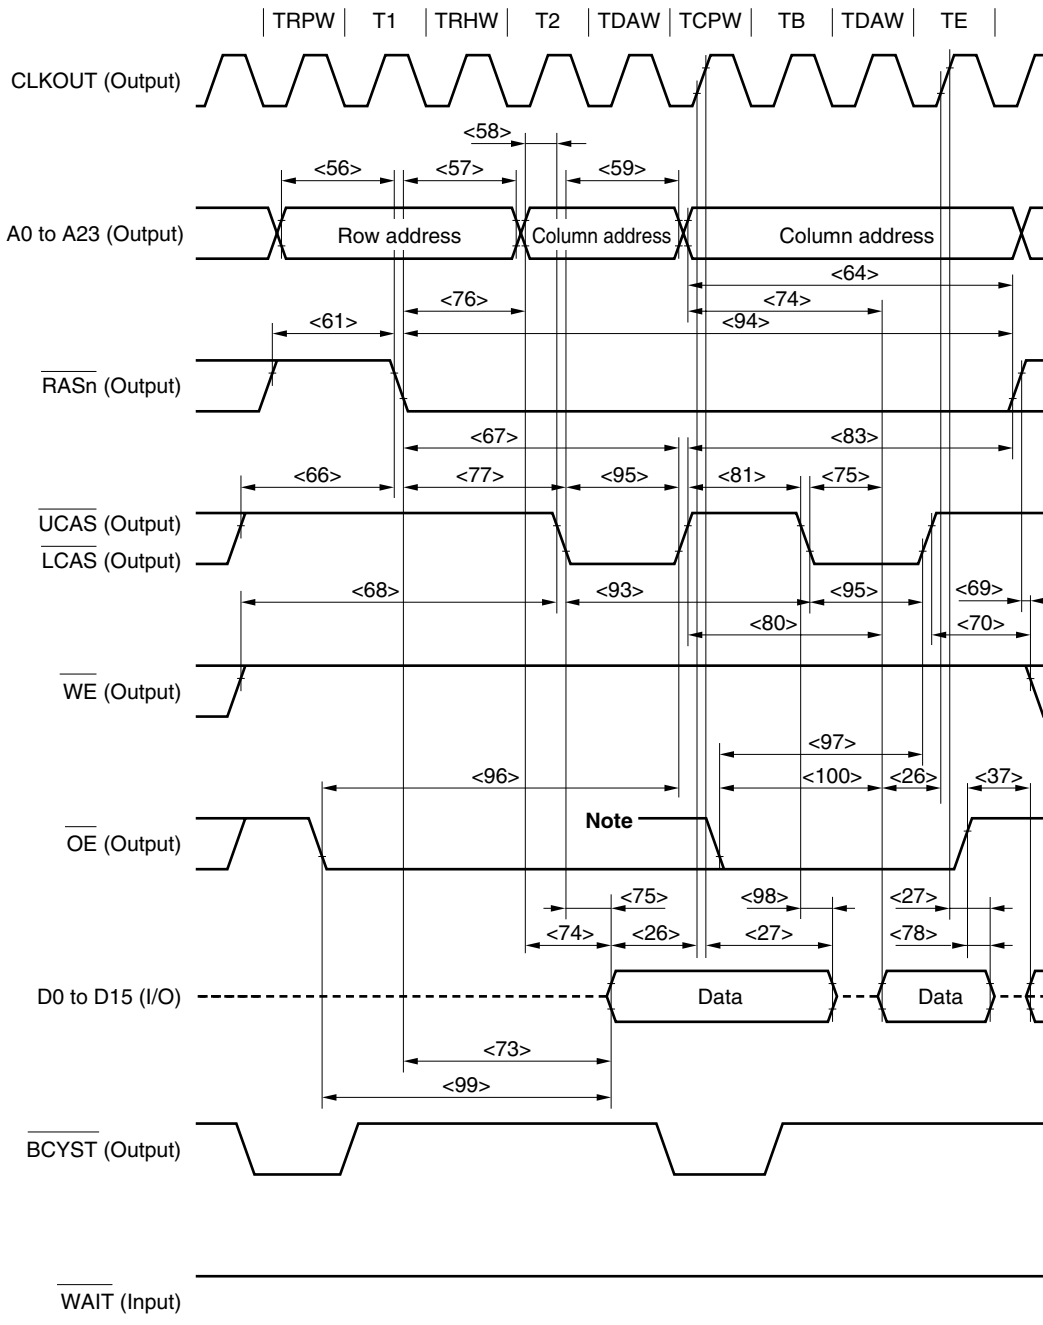 TRPW T1 TRHW T2 TDAW TCPW TB TDAW TE
CLKOUT (Output)
<58>
<56> <57> <59>
A0 to A23 (Output)
Row address Column address Column address
<64>
<76> <74>
<61> <94>
RASn (Output)
<67> <83>
<66> <77> <95> <81> <75>
UCAS (Output)
LCAS (Output)
<68> <93> <95> <69>
<80> <70>
WE (Output)
<97>
<96> <100> <26> <37>
Note
OE (Output)
<75> <98> <27>
<74> <26> <27> <78>
D0 to D15 (I/O)
Data Data
<73>
<99>
BCYST (Output)
WAIT (Input)